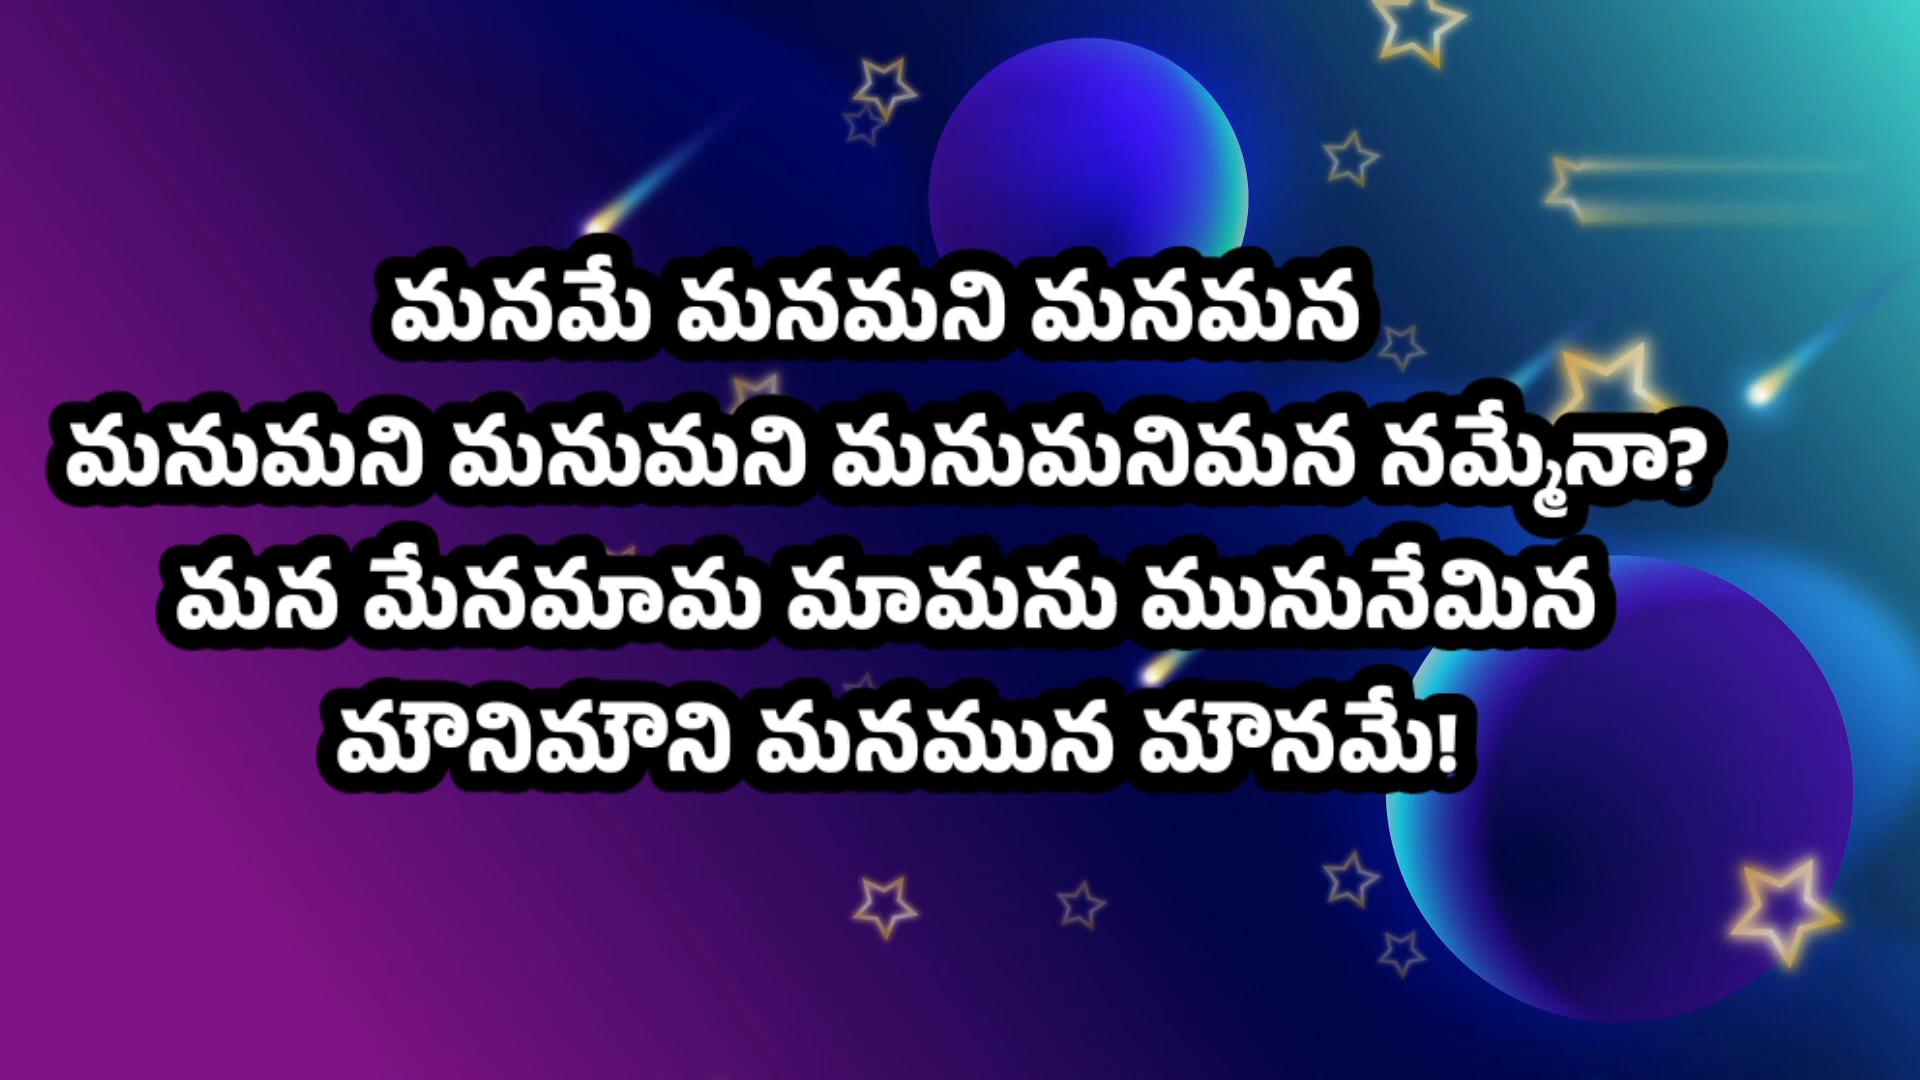 మనమే మనమని మనమన
మనుమని మనుమని మనుమనిమన నమ్మేనా?
మన మేనమామ మామను మునునేమిన
మౌనిమౌని మనమున మౌనమే!